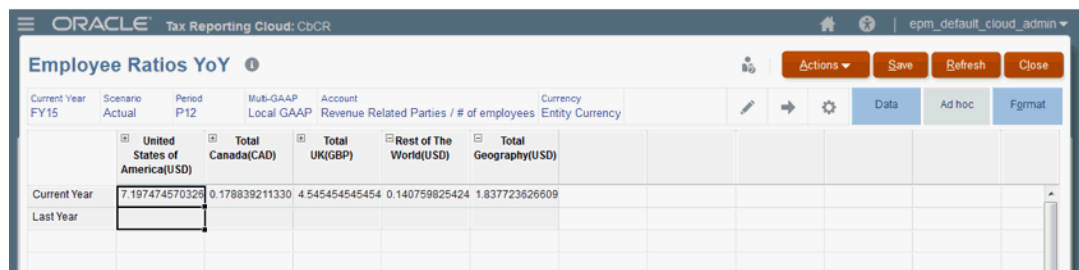 ORACLE Tax Reporting Cloud: CbCR epm_default_cloud_admin
Employee Ratios YoY Actions Save Refresh Close
Current Year Scenario Period Multi-GAAP Account Currency
FY15 Actual P12 Local GAAP Revenue Related Parties / # of employees Entity Currency Data Ad hoc Format
United Total Total Rest of The Total
States of Canada(CAD) UK(GBP) World(USD) Geography(USD)
America(USD)
Current Year 7.197474570326 0.178839211330 4.545454545454 0.140759825424 1.837723626609
Last Year